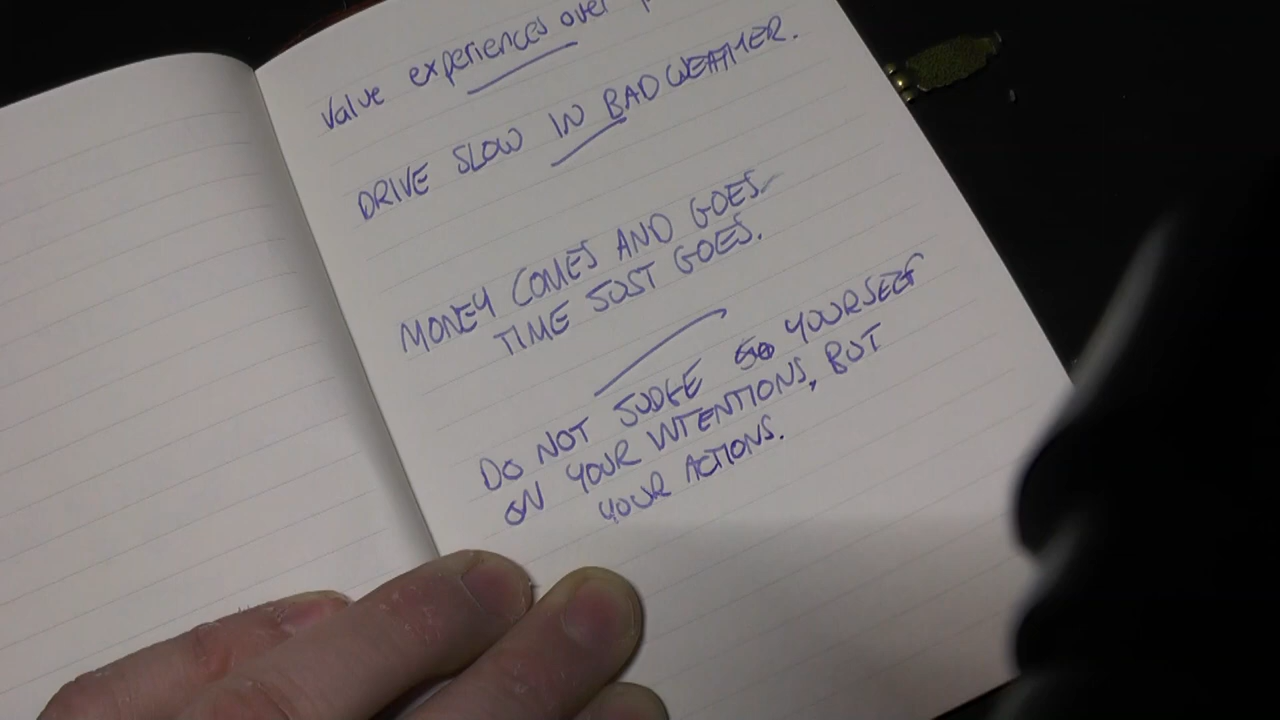 Value experiences over
DRIVE SLOW IN BAD WEATHER.
MONEY COMES AND GOES.
TIME JUST GOES.
DO NOT JUDGE YOURSELF
ON YOUR INTENTIONS, BUT
YOUR ACTIONS.